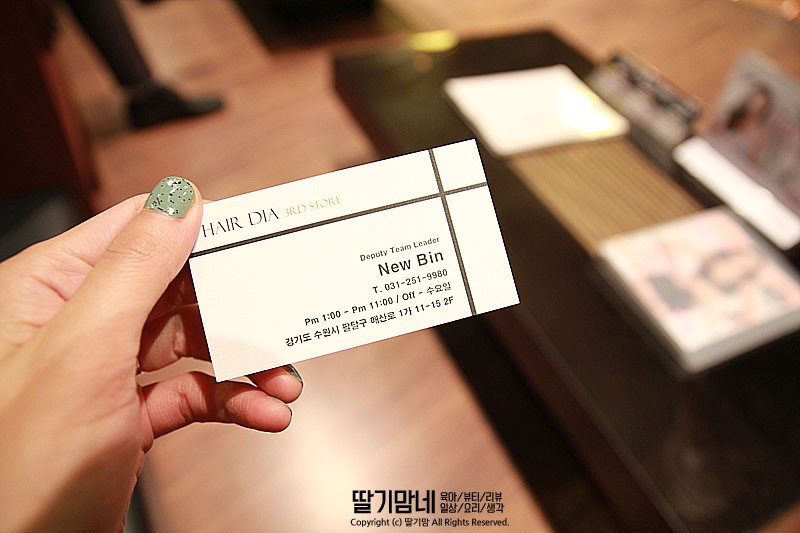 HAIR DIA 3RD STORE
Deputy Team Leader
New Bin
T. 031-251-9980
Pm 1:00 - Pm 11:00 / Off - 수요일
경기도 수원시 팔달구 매산로 1가 11-15 2F
딸기맘네 육아/뷰티/리뷰
일상/요리/생각
Copyright (c) 딸기맘 All Rights Reserved.